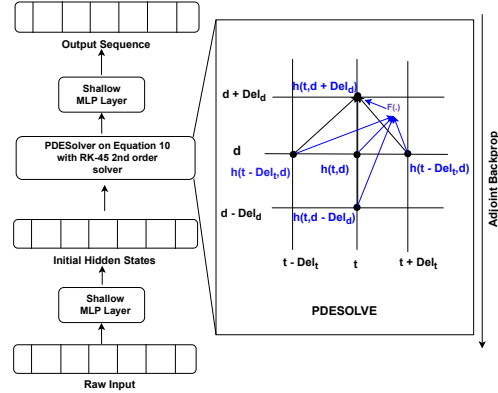 Output Sequence
Shallow
MLP Layer
PDESolver on Equation 10
with RK-45 2nd order
solver
Initial Hidden States
Shallow
MLP Layer
Raw Input
h(t,d + Del_d)
d + Del_d
F(.)
d
h(t - Del_t,d)
h(t,d)
h(t - Del_t,d)
d - Del_d
h(t,d - Del_d)
t - Del_t
t
t + Del_t
PDESOLVE
Adjoint Backprop